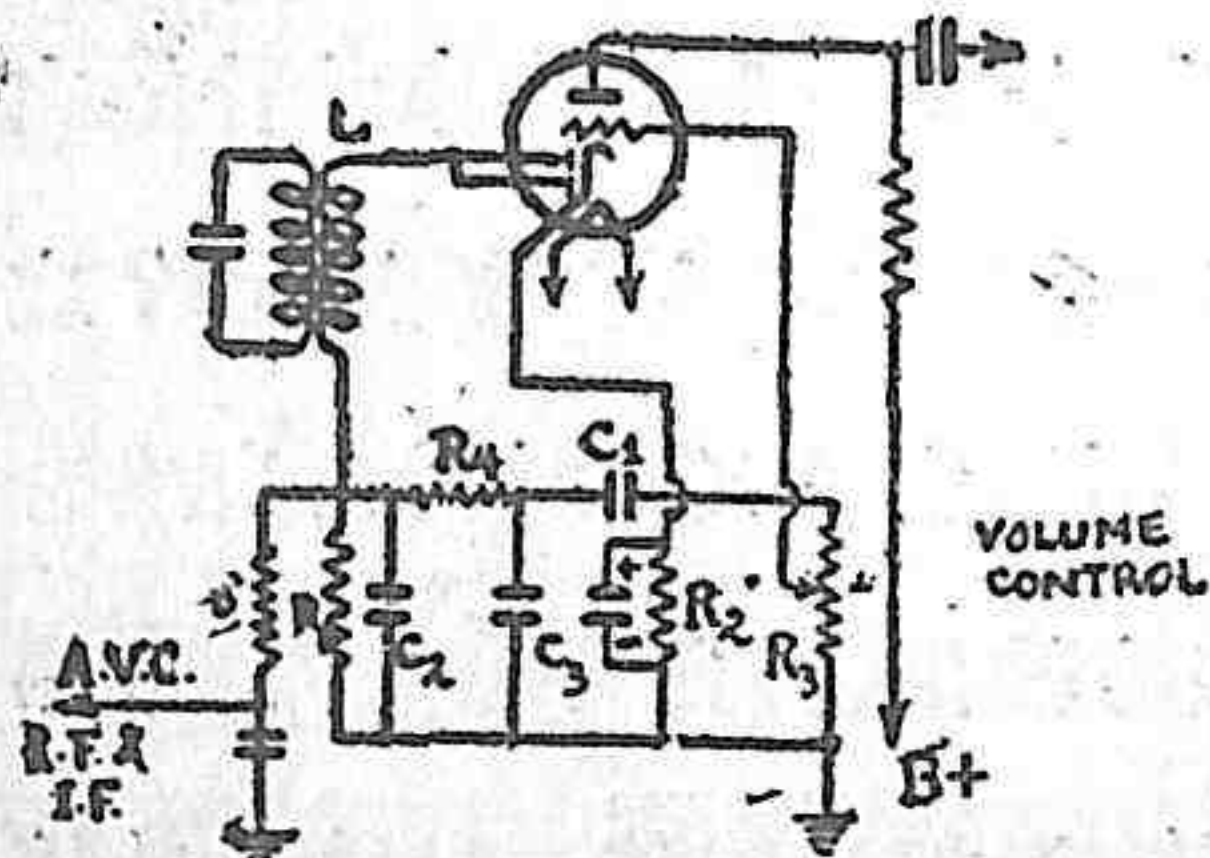 L
R4
C1
VOLUME
CONTROL
R
C2
C3
+
R2
R3
A.V.C.
R.F. &
I.F.
B+